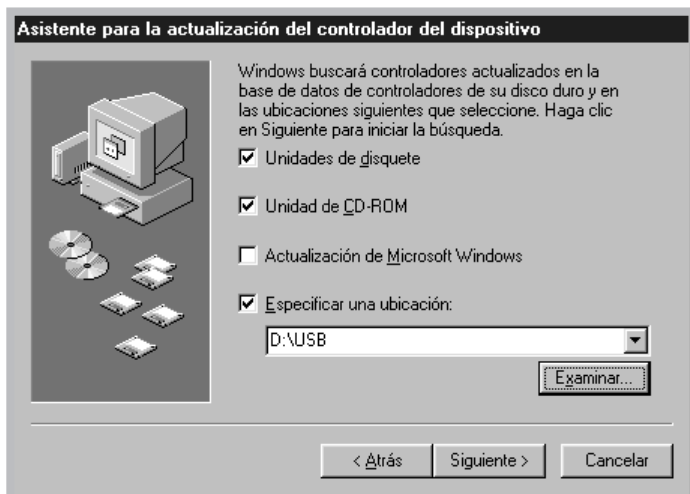 Asistente para la actualización del controlador del dispositivo
Windows buscará controladores actualizados en la
base de datos de controladores de su disco duro y en
las ubicaciones siguientes que seleccione. Haga clic
en Siguiente para iniciar la búsqueda.
Unidades de disquete
Unidad de CD-ROM
Actualización de Microsoft Windows
Especificar una ubicación:
D:\USB
Examinar...
< Atrás
Siguiente >
Cancelar